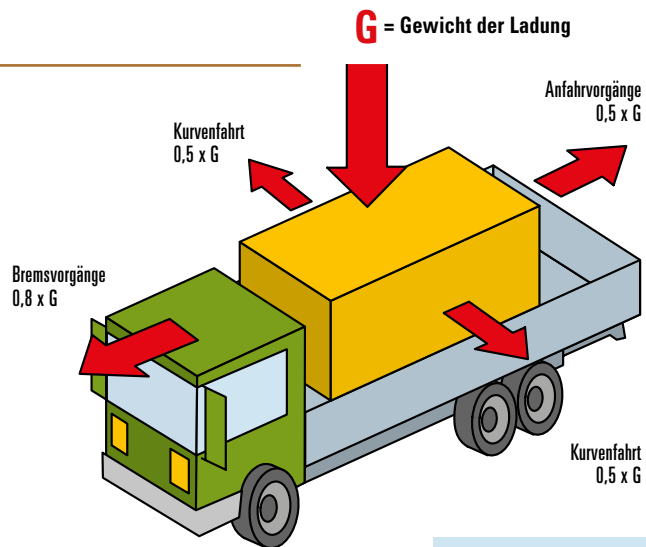 G = Gewicht der Ladung
Anfahrvorgänge
0,5 x G
Kurvenfahrt
0,5 x G
Bremsvorgänge
0,8 x G
Kurvenfahrt
0,5 x G